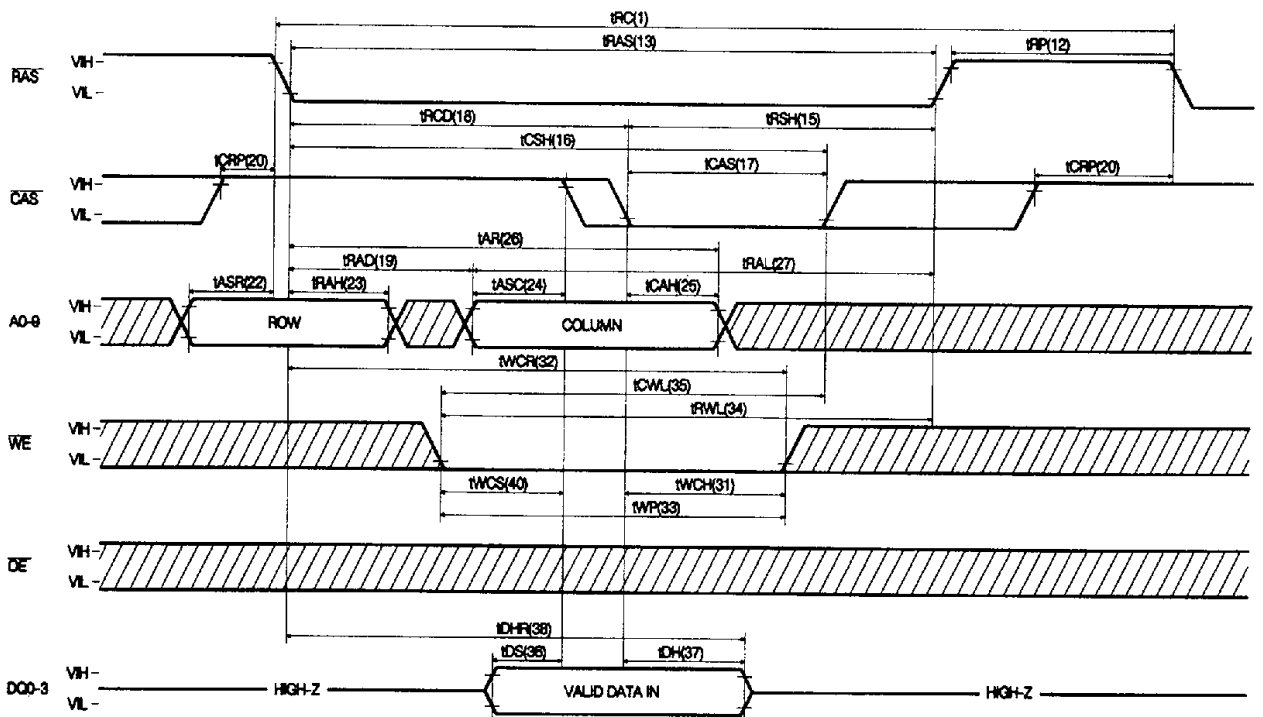 tRC(1)
tRAS(13)
tRP(12)
RAS
VIH
VIL
tRCD(18)
tRSH(15)
tCSH(16)
tCRP(20)
tCAS(17)
tCRP(20)
CAS
VIH
VIL
tAR(26)
tRAD(19)
tRAL(27)
tASR(22)
tRAH(23)
tASC(24)
tCAH(25)
A0-9
VIH
VIL
ROW
COLUMN
tWCR(32)
tCWL(35)
tRWL(34)
WE
VIH
VIL
tWCS(40)
tWCH(31)
tWP(33)
OE
VIH
VIL
tDHR(38)
tDS(36)
tDH(37)
DQ0-3
VIH
VIL
HIGH-Z
VALID DATA IN
HIGH-Z